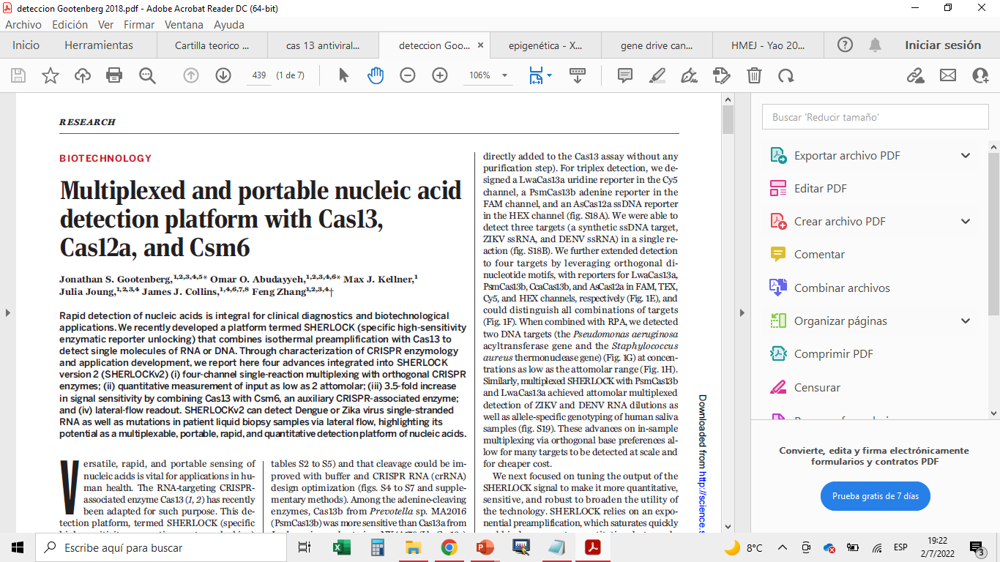 deteccion Gootenberg 2018.pdf - Adobe Acrobat Reader DC (64-bit)
Archivo Edición Ver Firmar Ventana Ayuda
Inicio Herramientas Cartilla teorico ... cas 13 antiviral... deteccion Goo... × epigenética - X... gene drive can... HMEJ - Yao 20... Iniciar sesión
439 (1 de 7) 106%
RESEARCH
BIOTECHNOLOGY
Multiplexed and portable nucleic acid
detection platform with Cas13,
Cas12a, and Csm6
Jonathan S. Gootenberg,1,2,3,4,5* Omar O. Abudayyeh,1,2,3,4,6* Max J. Kellner,1
Julia Joung,1,2,3,4 James J. Collins,1,4,6,7,8 Feng Zhang1,2,3,4†
Rapid detection of nucleic acids is integral for clinical diagnostics and biotechnological
applications. We recently developed a platform termed SHERLOCK (specific high-sensitivity
enzymatic reporter unlocking) that combines isothermal preamplification with Cas13 to
detect single molecules of RNA or DNA. Through characterization of CRISPR enzymology
and application development, we report here four advances integrated into SHERLOCK
version 2 (SHERLOCKv2) (i) four-channel single-reaction multiplexing with orthogonal CRISPR
enzymes; (ii) quantitative measurement of input as low as 2 attomolar; (iii) 3.5-fold increase
in signal sensitivity by combining Cas13 with Csm6, an auxiliary CRISPR-associated enzyme;
and (iv) lateral-flow readout. SHERLOCKv2 can detect Dengue or Zika virus single-stranded
RNA as well as mutations in patient liquid biopsy samples via lateral flow, highlighting its
potential as a multiplexable, portable, rapid, and quantitative detection platform of nucleic acids.
Versatile, rapid, and portable sensing of
nucleic acids is vital for applications in hu-
man health. The RNA-targeting CRISPR-
associated enzyme Cas13 (1, 2) has recently
been adapted for such purpose. This de-
tection platform, termed SHERLOCK (specific
tables S2 to S5) and that cleavage could be im-
proved with buffer and CRISPR RNA (crRNA)
design optimization (figs. S4 to S7 and supple-
mentary methods). Among the adenine-cleaving
enzymes, Cas13b from Prevotella sp. MA2016
(PsmCas13b) was more sensitive than Cas13a from
directly added to the Cas13 assay without any
purification step). For triplex detection, we de-
signed a LwaCas13a uridine reporter in the Cy5
channel, a PsmCas13b adenine reporter in the
FAM channel, and an AsCas12a ssDNA reporter
in the HEX channel (fig. S18A). We were able to
detect three targets (a synthetic ssDNA target,
ZIKV ssRNA, and DENV ssRNA) in a single re-
action (fig. S18B). We further extended detection
to four targets by leveraging orthogonal di-
nucleotide motifs, with reporters for LwaCas13a,
PsmCas13b, CcaCas13b, and AsCas12a in FAM, TEX,
Cy5, and HEX channels, respectively (Fig. 1E), and
could distinguish all combinations of targets
(Fig. 1F). When combined with RPA, we detected
two DNA targets (the Pseudomonas aeruginosa
acyltransferase gene and the Staphylococcus
aureus thermonuclease gene) (Fig. 1G) at concen-
trations as low as the attomolar range (Fig. 1H).
Similarly, multiplexed SHERLOCK with PsmCas13b
and LwaCas13a achieved attomolar multiplexed
detection of ZIKV and DENV RNA dilutions as
well as allele-specific genotyping of human saliva
samples (fig. S19). These advances on in-sample
multiplexing via orthogonal base preferences al-
low for many targets to be detected at scale and
for cheaper cost.
We next focused on tuning the output of the
SHERLOCK signal to make it more quantitative,
sensitive, and robust to broaden the utility of
the technology. SHERLOCK relies on an expo-
nential preamplification, which saturates quickly
Downloaded from http://science.s
Buscar 'Reducir tamaño'
Exportar archivo PDF
Editar PDF
Crear archivo PDF
Comentar
Combinar archivos
Organizar páginas
Comprimir PDF
Censurar
Convierte, edita y firma electrónicamente
formularios y contratos PDF
Prueba gratis de 7 días
Escribe aquí para buscar
8°C
ESP
19:22
2/7/2022
3